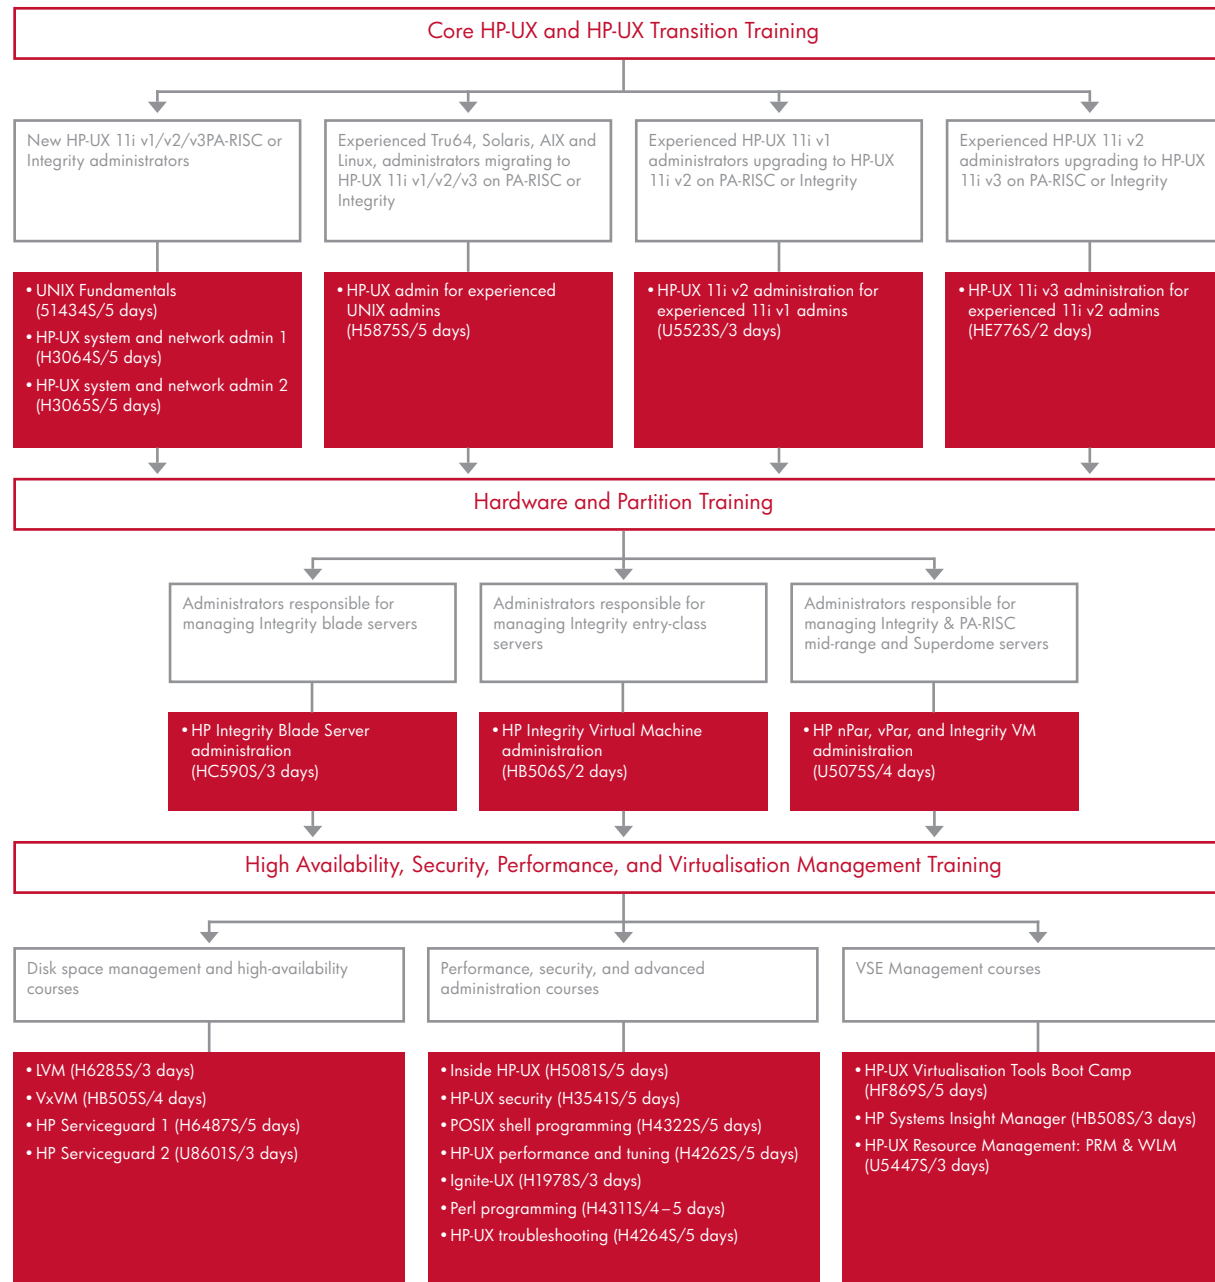 Core HP-UX and HP-UX Transition Training
New HP-UX 11i v1/v2/v3PA-RISC or
Integrity administrators
Experienced Tru64, Solaris, AIX and
Linux, administrators migrating to
HP-UX 11i v1/v2/v3 on PA-RISC or
Integrity
Experienced HP-UX 11i v1
administrators upgrading to HP-UX
11i v2 on PA-RISC or Integrity
Experienced HP-UX 11i v2
administrators upgrading to HP-UX
11i v3 on PA-RISC or Integrity
• UNIX Fundamentals
(51434S/5 days)
• HP-UX system and network admin 1
(H3064S/5 days)
• HP-UX system and network admin 2
(H3065S/5 days)
• HP-UX admin for experienced
UNIX admins
(H5875S/5 days)
• HP-UX 11i v2 administration for
experienced 11i v1 admins
(U5523S/3 days)
• HP-UX 11i v3 administration for
experienced 11i v2 admins
(HE776S/2 days)
Hardware and Partition Training
Administrators responsible for
managing Integrity blade servers
Administrators responsible for
managing Integrity entry-class
servers
Administrators responsible for
managing Integrity & PA-RISC
mid-range and Superdome servers
• HP Integrity Blade Server
administration
(HC590S/3 days)
• HP Integrity Virtual Machine
administration
(HB506S/2 days)
• HP nPar, vPar, and Integrity VM
administration
(U5075S/4 days)
High Availability, Security, Performance, and Virtualisation Management Training
Disk space management and high-availability
courses
Performance, security, and advanced
administration courses
VSE Management courses
• LVM (H6285S/3 days)
• VxVM (HB505S/4 days)
• HP Serviceguard 1 (H6487S/5 days)
• HP Serviceguard 2 (U8601S/3 days)
• Inside HP-UX (H5081S/5 days)
• HP-UX security (H3541S/5 days)
• POSIX shell programming (H4322S/5 days)
• HP-UX performance and tuning (H4262S/5 days)
• Ignite-UX (H1978S/3 days)
• Perl programming (H4311S/4–5 days)
• HP-UX troubleshooting (H4264S/5 days)
• HP-UX Virtualisation Tools Boot Camp
(HF869S/5 days)
• HP Systems Insight Manager (HB508S/3 days)
• HP-UX Resource Management: PRM & WLM
(U5447S/3 days)